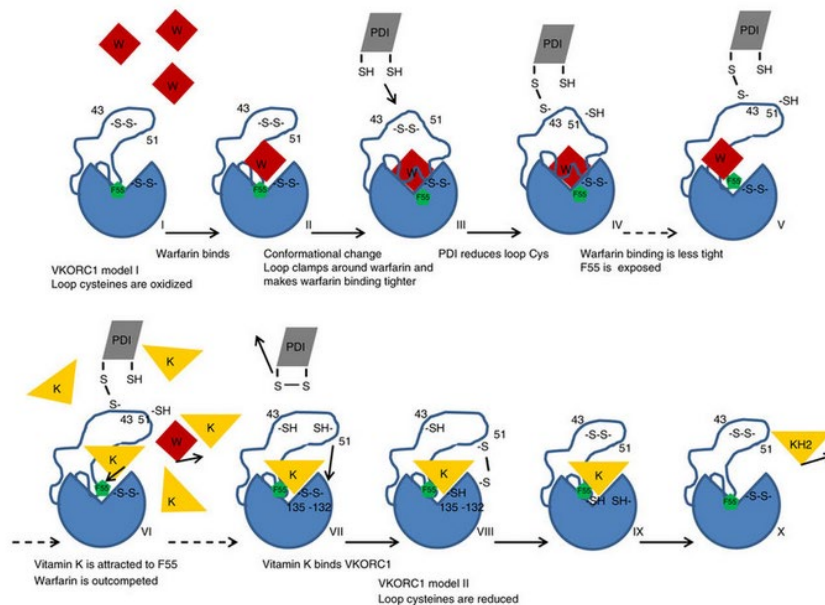 W W W
PDI
SH SH
PDI
S SH
S-
PDI
S SH
S-
43 -S-S- 51
F55 -S-S-
43 -S-S- 51
W
F55 -S-S-
43 -S-S- 51
W
-S-S-
F55
-SH
43 51
W
-S-S-
F55
-SH
43 51
W
F55 -S-S-
I II III IV V
Warfarin binds
VKORC1 model I
Loop cysteines are oxidized
Conformational change
Loop clamps around warfarin and
makes warfarin binding tighter
PDI reduces loop Cys
Warfarin binding is less tight
F55 is exposed
PDI
S SH
S-
K K K K K
W
-SH
43 51
F55 -S-S-
PDI
S — S
43 -SH SH- 51
K
F55 -S-S-
135 -132
43 -SH 51
-S
-S
K
F55 -SH
135 -132
43 -S-S- 51
K
F55 -SH SH-
43 -S-S- 51
F55 -S-S-
KH2
VI VII VIII IX X
Vitamin K is attracted to F55
Warfarin is outcompeted
Vitamin K binds VKORC1
VKORC1 model II
Loop cysteines are reduced